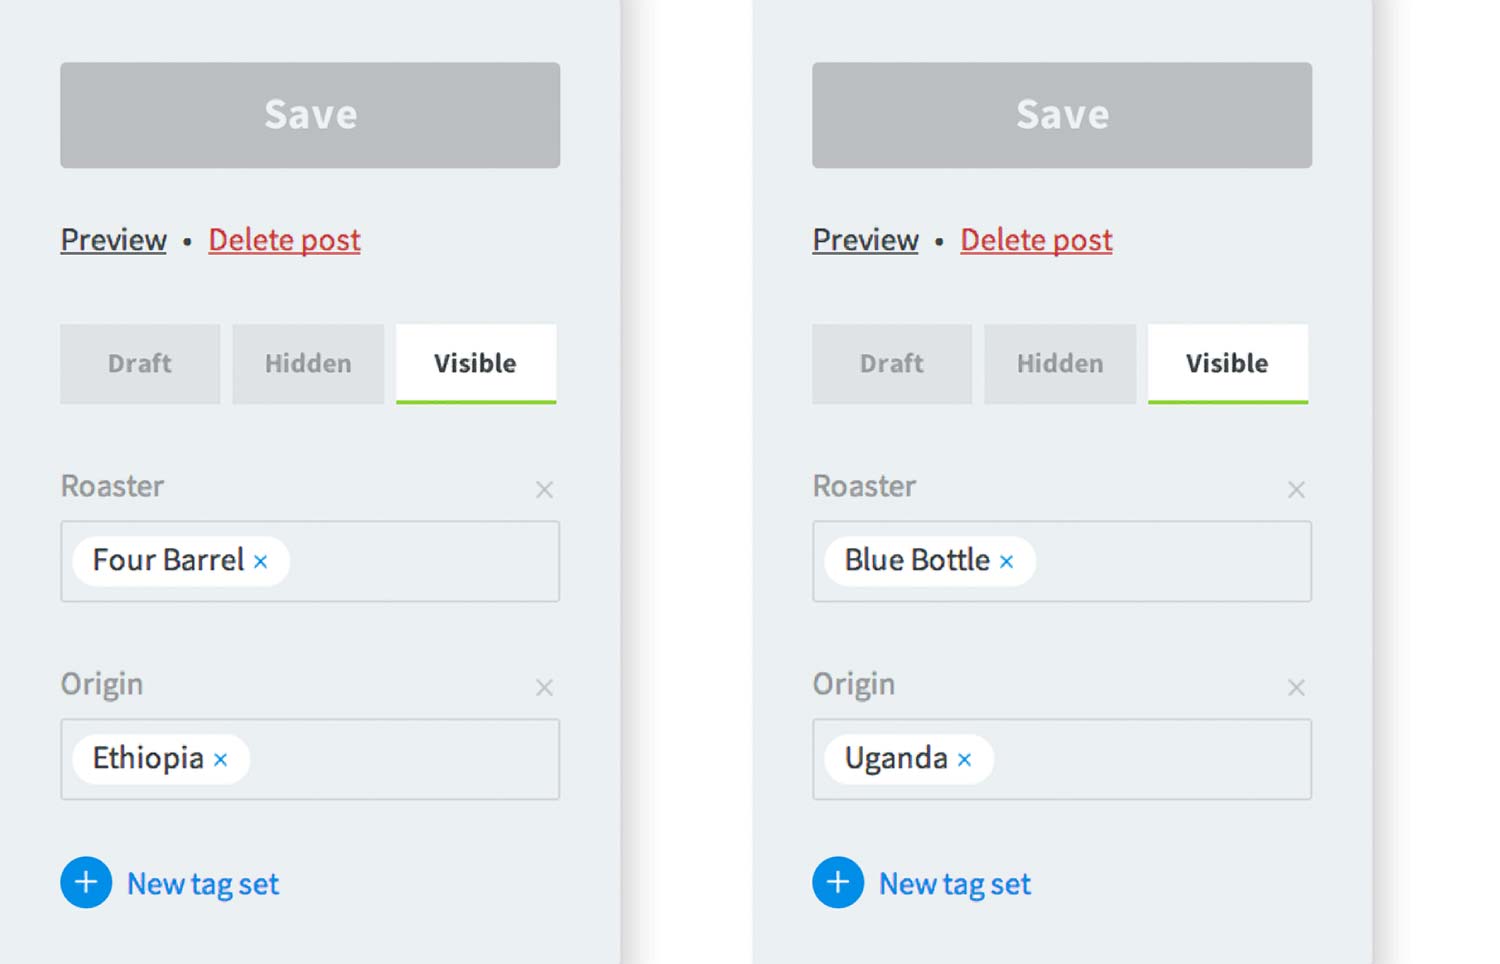 Save
Preview • Delete post
Draft Hidden Visible
Roaster ×
Four Barrel ×
Origin ×
Ethiopia ×
+ New tag set
Save
Preview • Delete post
Draft Hidden Visible
Roaster ×
Blue Bottle ×
Origin ×
Uganda ×
+ New tag set